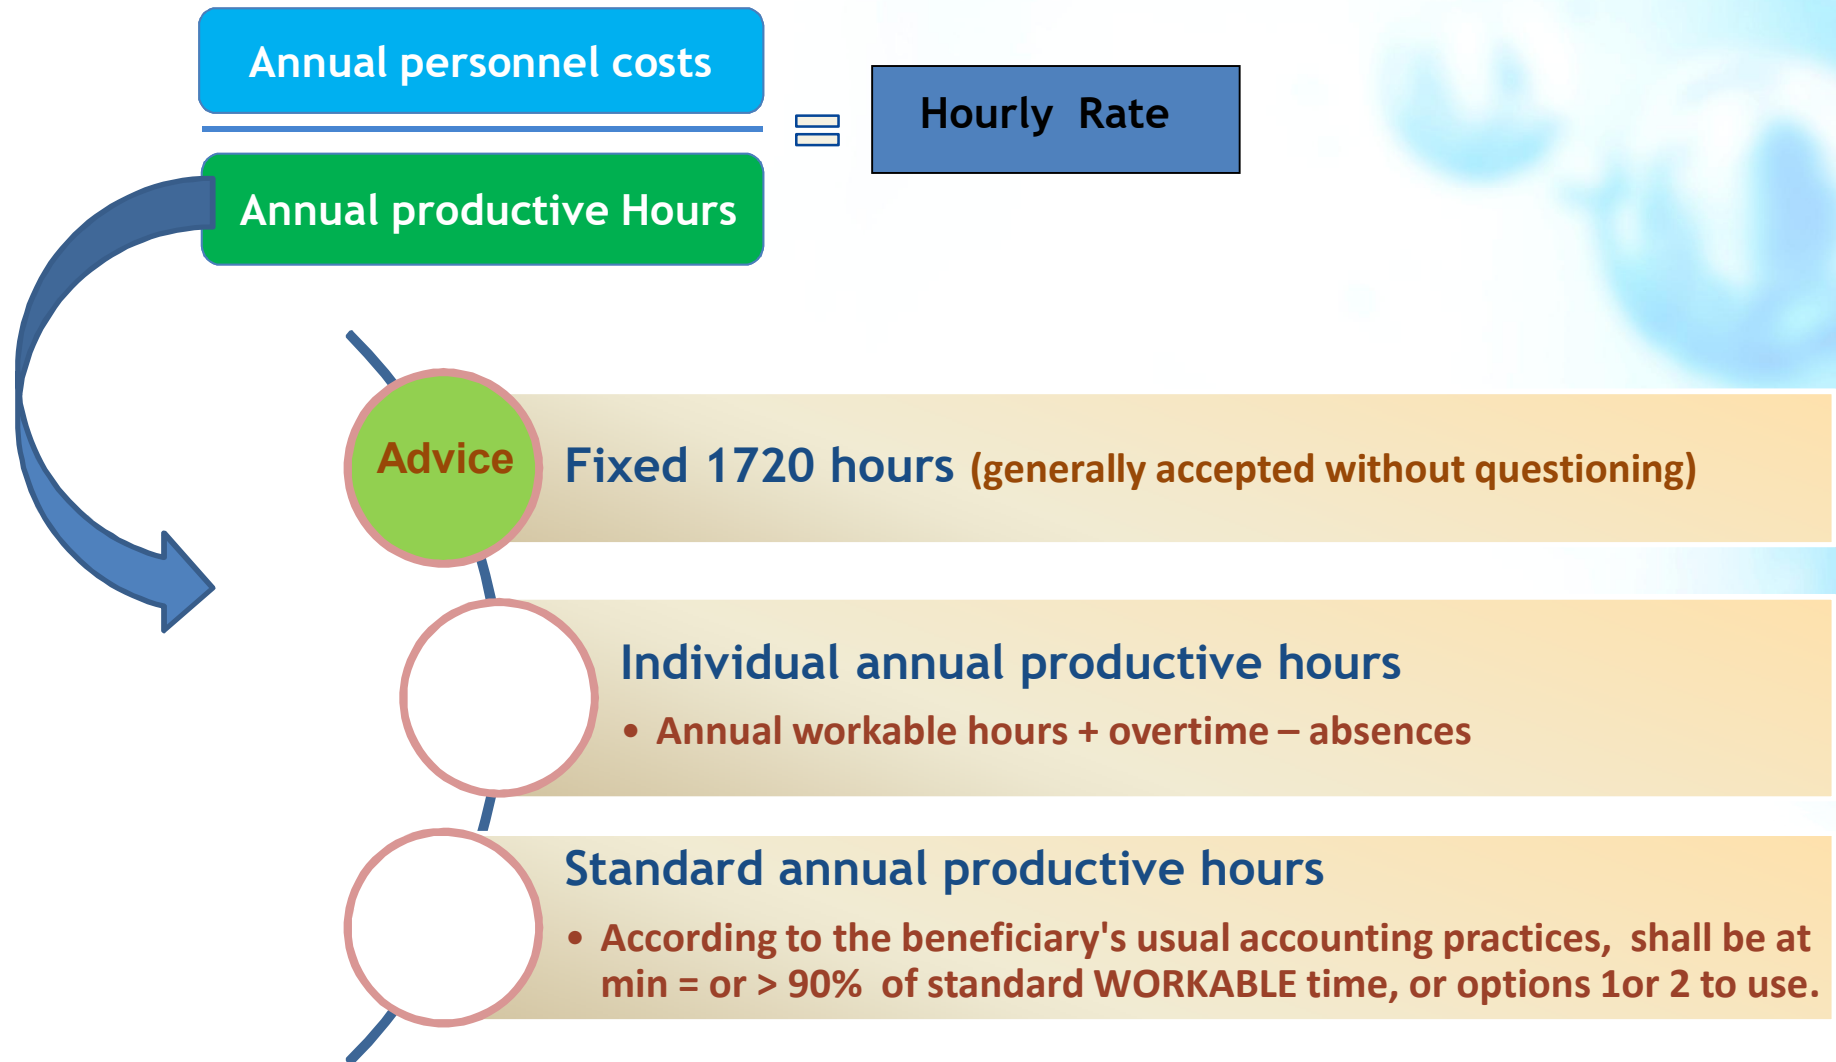 Annual personnel costs
Annual productive Hours
Hourly Rate
Advice
Fixed 1720 hours (generally accepted without questioning)
Individual annual productive hours
• Annual workable hours + overtime – absences
Standard annual productive hours
• According to the beneficiary's usual accounting practices, shall be at
min = or > 90% of standard WORKABLE time, or options 1or 2 to use.